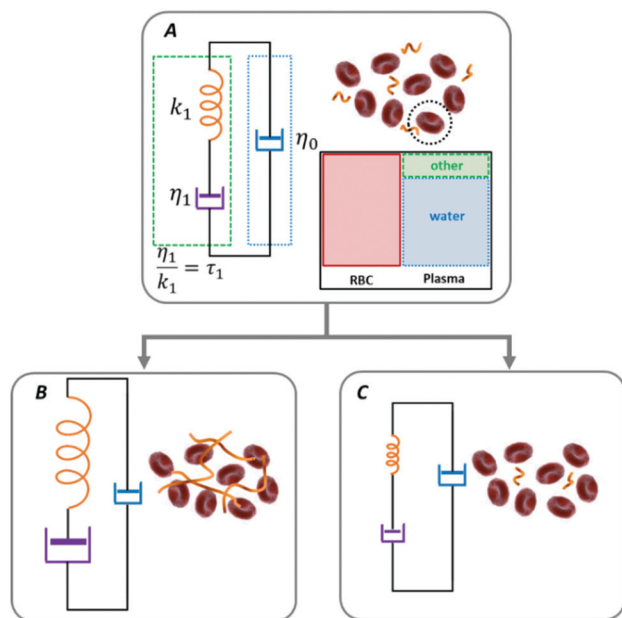 A
k₁
η₀
η₁
η₁/k₁ = τ₁
other
water
RBC Plasma
B
C